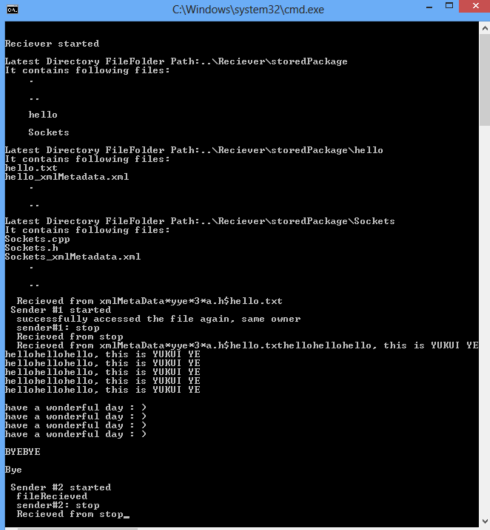 C:\Windows\system32\cmd.exe
Reciever started
Latest Directory FileFolder Path:..\Reciever\storedPackage
It contains following files:
.
..
hello
Sockets
Latest Directory FileFolder Path:..\Reciever\storedPackage\hello
It contains following files:
hello.txt
hello_xmlMetadata.xml
.
..
Latest Directory FileFolder Path:..\Reciever\storedPackage\Sockets
It contains following files:
Sockets.cpp
Sockets.h
Sockets_xmlMetadata.xml
.
..
Recieved from xmlMetaData*yye*3*a.h$hello.txt
Sender #1 started
successfully accessed the file again, same owner
sender#1: stop
Recieved from stop
Recieved from xmlMetaData*yye*3*a.h$hello.txthellohellohello, this is YUKUI YE
hellohellohello, this is YUKUI YE
hellohellohello, this is YUKUI YE
hellohellohello, this is YUKUI YE
hellohellohello, this is YUKUI YE
hellohellohello, this is YUKUI YE
have a wonderful day : )
have a wonderful day : )
have a wonderful day : )
have a wonderful day : )
BYEBYE
Bye
Sender #2 started
fileRecieved
sender#2: stop
Recieved from stop_